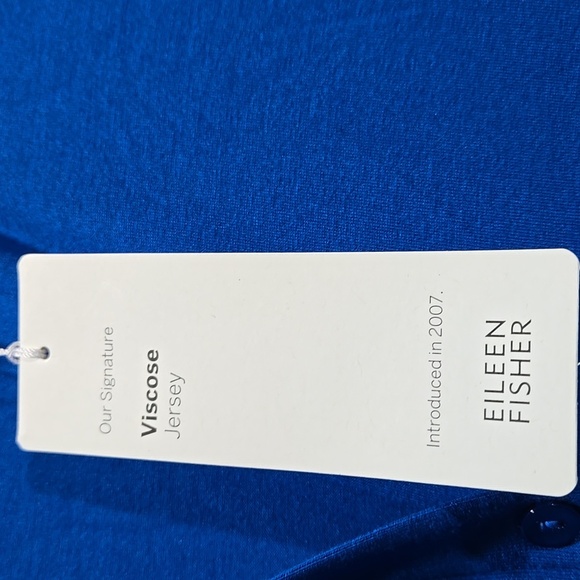 Our Signature
Viscose
Jersey
Introduced in 2007.
EILEEN
FISHER